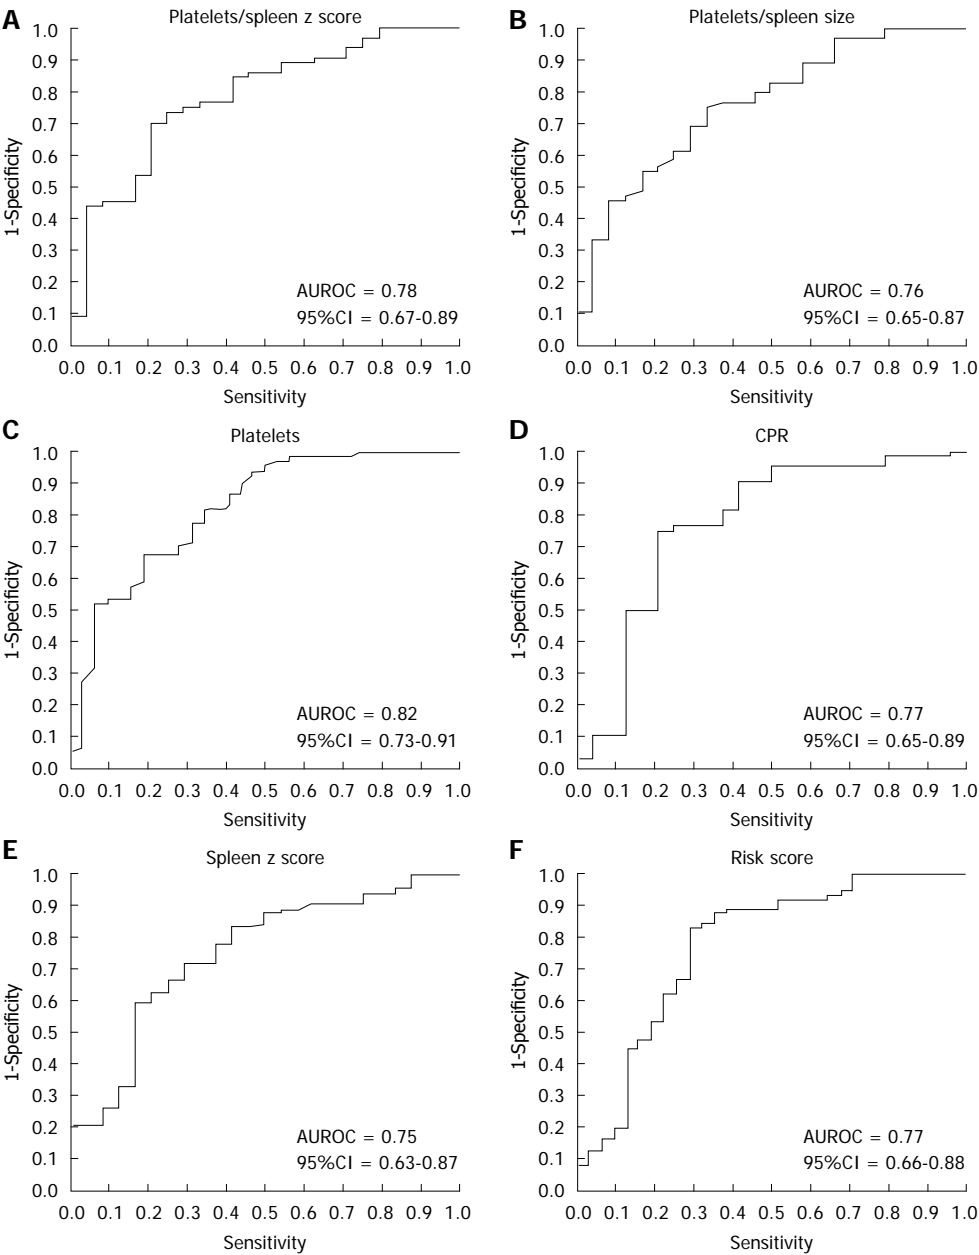 A
Platelets/spleen z score
1.0
0.9
0.8
0.7
0.6
0.5
0.4
0.3
0.2
0.1
0.0
1-Specificity
AUROC = 0.78
95%CI = 0.67-0.89
0.0 0.1 0.2 0.3 0.4 0.5 0.6 0.7 0.8 0.9 1.0
Sensitivity
B
Platelets/spleen size
1.0
0.9
0.8
0.7
0.6
0.5
0.4
0.3
0.2
0.1
0.0
1-Specificity
AUROC = 0.76
95%CI = 0.65-0.87
0.0 0.1 0.2 0.3 0.4 0.5 0.6 0.7 0.8 0.9 1.0
Sensitivity
C
Platelets
1.0
0.9
0.8
0.7
0.6
0.5
0.4
0.3
0.2
0.1
0.0
1-Specificity
AUROC = 0.82
95%CI = 0.73-0.91
0.0 0.1 0.2 0.3 0.4 0.5 0.6 0.7 0.8 0.9 1.0
Sensitivity
D
CPR
1.0
0.9
0.8
0.7
0.6
0.5
0.4
0.3
0.2
0.1
0.0
1-Specificity
AUROC = 0.77
95%CI = 0.65-0.89
0.0 0.1 0.2 0.3 0.4 0.5 0.6 0.7 0.8 0.9 1.0
Sensitivity
E
Spleen z score
1.0
0.9
0.8
0.7
0.6
0.5
0.4
0.3
0.2
0.1
0.0
1-Specificity
AUROC = 0.75
95%CI = 0.63-0.87
0.0 0.1 0.2 0.3 0.4 0.5 0.6 0.7 0.8 0.9 1.0
Sensitivity
F
Risk score
1.0
0.9
0.8
0.7
0.6
0.5
0.4
0.3
0.2
0.1
0.0
1-Specificity
AUROC = 0.77
95%CI = 0.66-0.88
0.0 0.1 0.2 0.3 0.4 0.5 0.6 0.7 0.8 0.9 1.0
Sensitivity